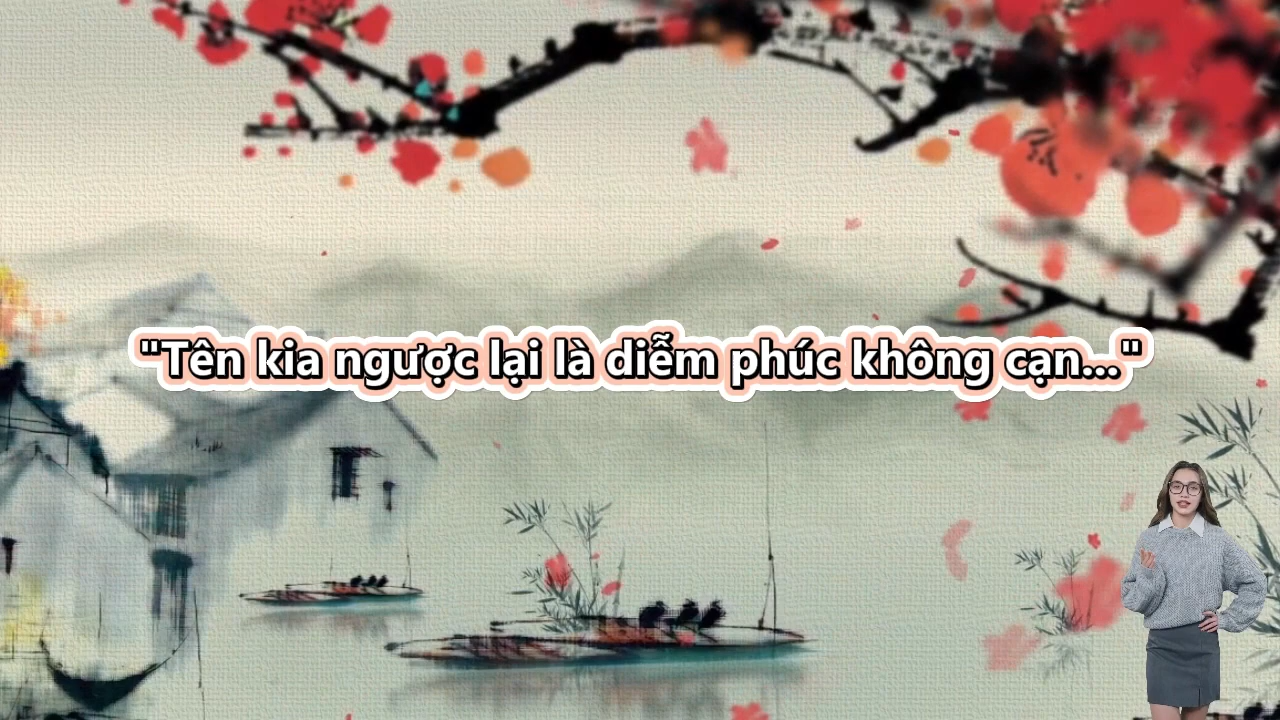 "Tên kia ngược lại là diễm phúc không cạn..."